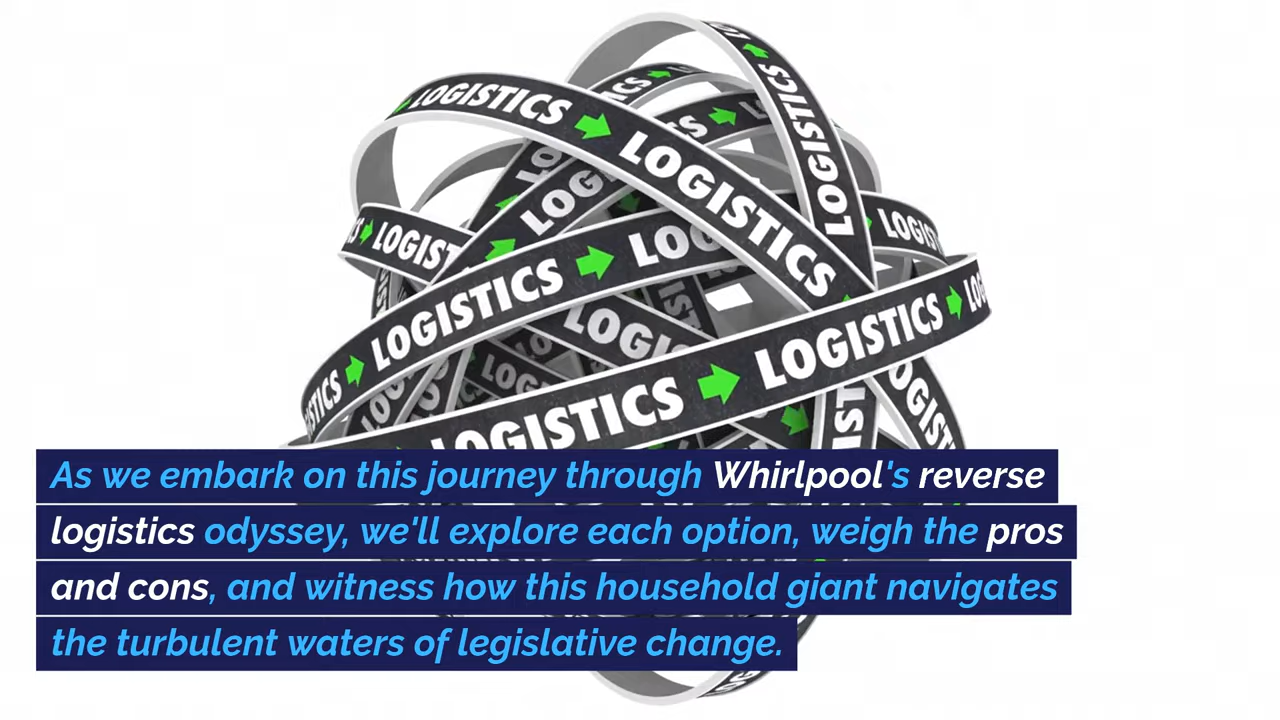 LOGISTICS
LOGISTICS LOGISTICS
LOGISTICS
LOGISTICS
LOGISTICS LOGISTICS
As we embark on this journey through Whirlpool's reverse
logistics odyssey, we'll explore each option, weigh the pros
and cons, and witness how this household giant navigates
the turbulent waters of legislative change.